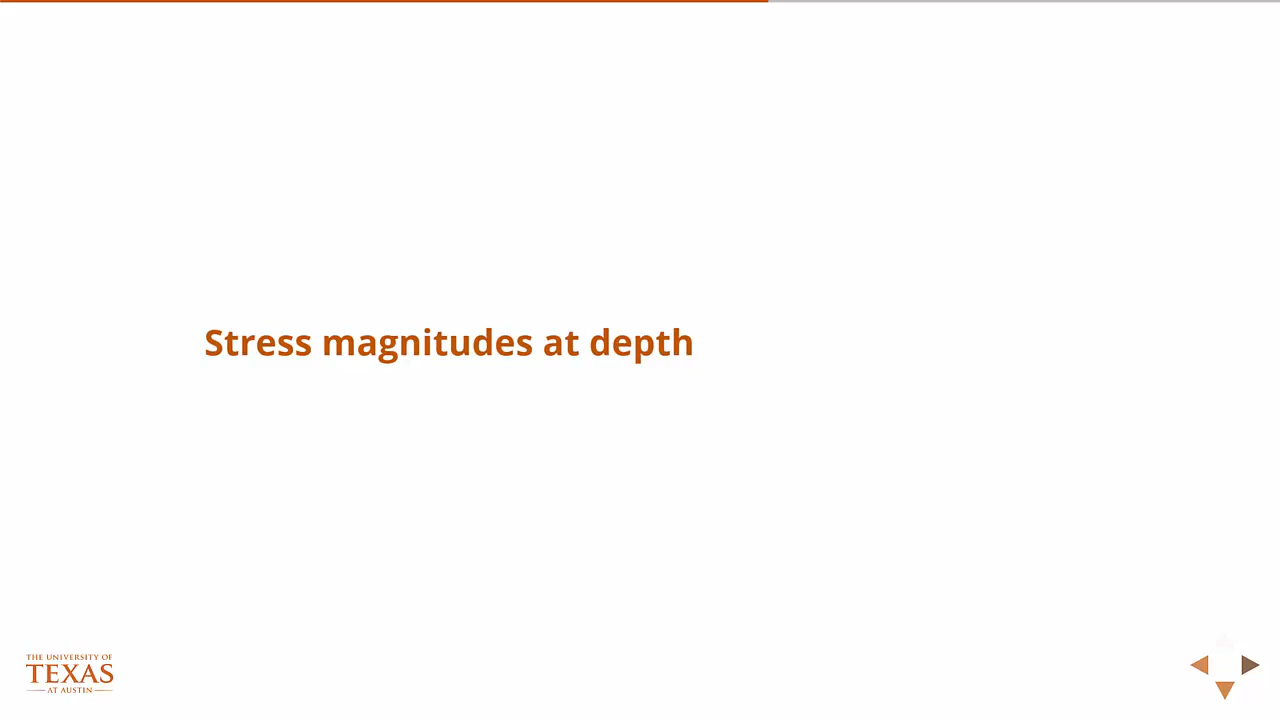 Stress magnitudes at depth
THE UNIVERSITY OF
TEXAS
AT AUSTIN